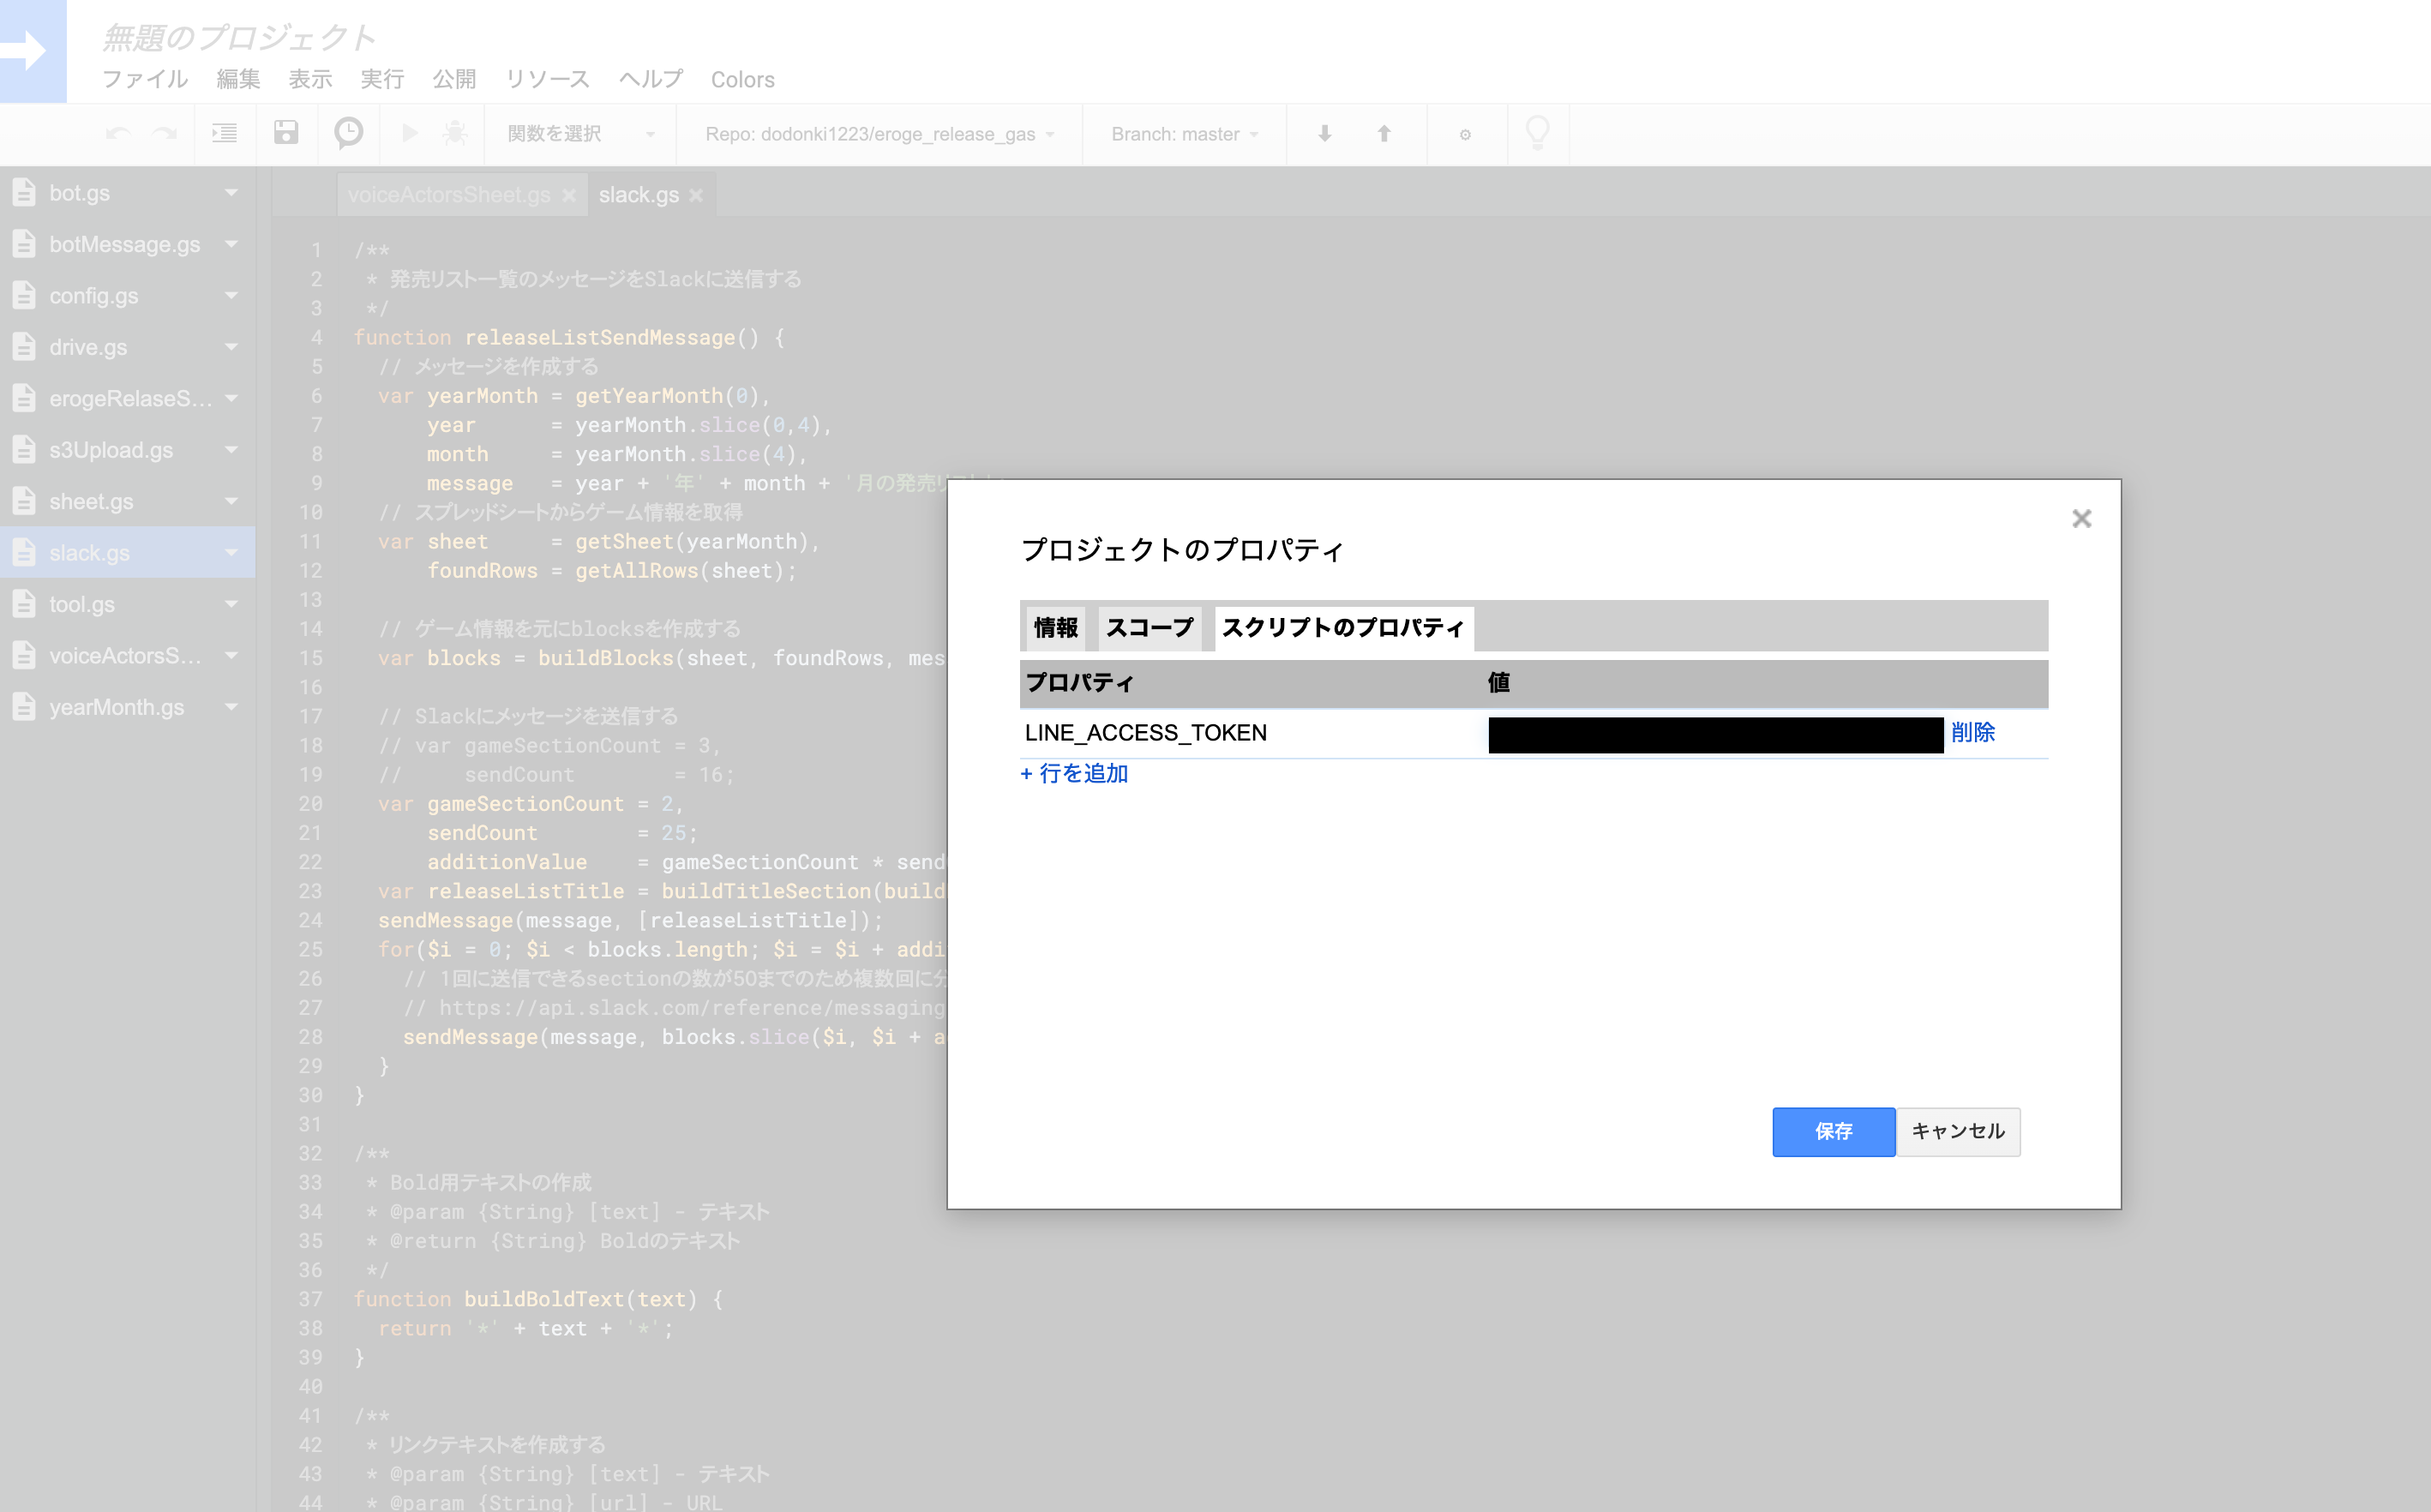 無題のプロジェクト
ファイル 編集 表示 実行 公開 リソース ヘルプ Colors
関数を選択 Repo: dodonki1223/eroge_release_gas Branch: master
bot.gs
botMessage.gs
config.gs
drive.gs
erogeRelaseS...
s3Upload.gs
sheet.gs
slack.gs
tool.gs
voiceActorsS...
yearMonth.gs
voiceActorsSheet.gs × slack.gs ×
1 /**
2 * 発売リスト一覧のメッセージをSlackに送信する
3 */
4 function releaseListSendMessage() {
5 // メッセージを作成する
6 var yearMonth = getYearMonth(0),
7 year = yearMonth.slice(0,4),
8 month = yearMonth.slice(4),
9 message = year + '年' + month + '月の発売リスト';
10 // スプレッドシートからゲーム情報を取得
11 var sheet = getSheet(yearMonth),
12 foundRows = getAllRows(sheet);
13
14 // ゲーム情報を元にblocksを作成する
15 var blocks = buildBlocks(sheet, foundRows, mes
16
17 // Slackにメッセージを送信する
18 // var gameSectionCount = 3,
19 // sendCount = 16;
20 var gameSectionCount = 2,
21 sendCount = 25;
22 additionValue = gameSectionCount * send
23 var releaseListTitle = buildTitleSection(build
24 sendMessage(message, [releaseListTitle]);
25 for($i = 0; $i < blocks.length; $i = $i + addi
26 // 1回に送信できるsectionの数が50までのため複数回に分
27 // https://api.slack.com/reference/messaging
28 sendMessage(message, blocks.slice($i, $i + a
29 }
30 }
31
32 /**
33 * Bold用テキストの作成
34 * @param {String} [text] - テキスト
35 * @return {String} Boldのテキスト
36 */
37 function buildBoldText(text) {
38 return '*' + text + '*';
39 }
40
41 /**
42 * リンクテキストを作成する
43 * @param {String} [text] - テキスト
44 * @param {String} [url] - URL
プロジェクトのプロパティ
情報 スコープ スクリプトのプロパティ
プロパティ 値
LINE_ACCESS_TOKEN 削除
+ 行を追加
保存 キャンセル